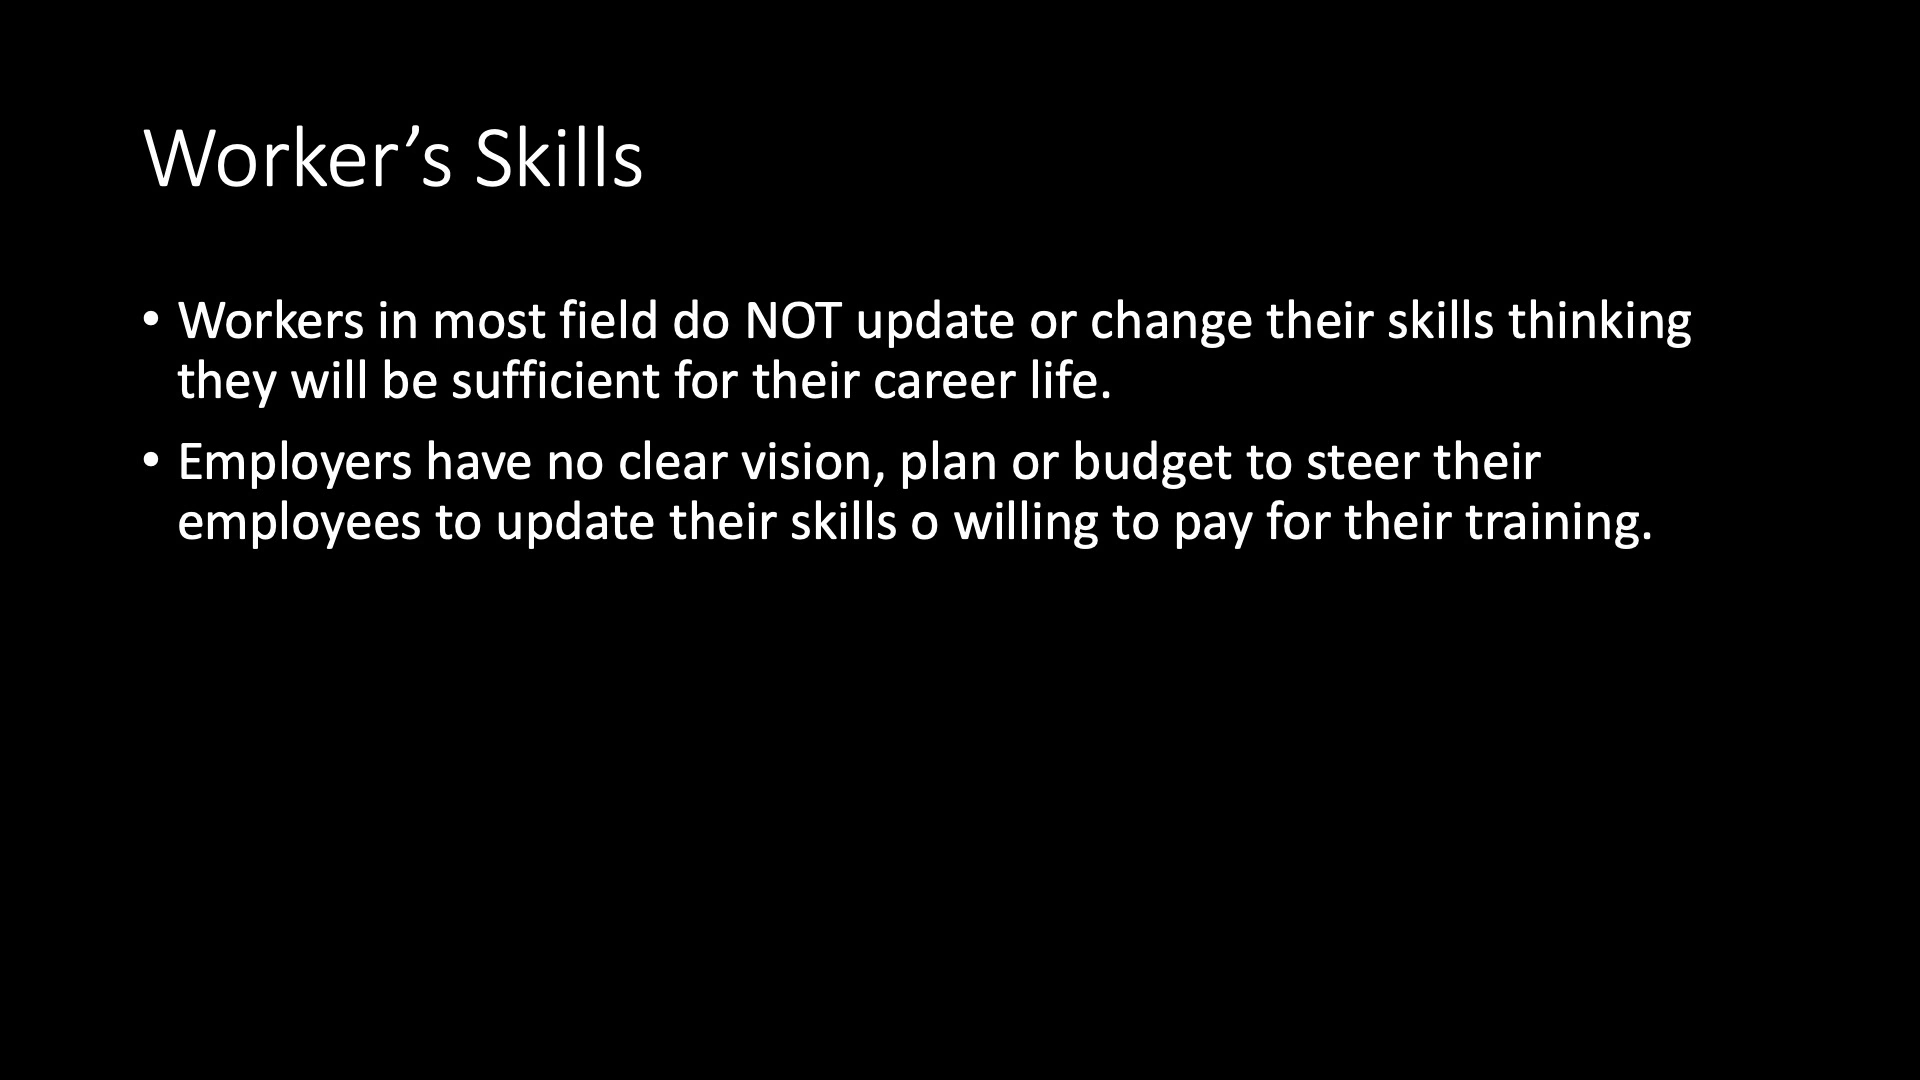 Worker’s Skills
• Workers in most field do NOT update or change their skills thinking
they will be sufficient for their career life.
• Employers have no clear vision, plan or budget to steer their
employees to update their skills o willing to pay for their training.